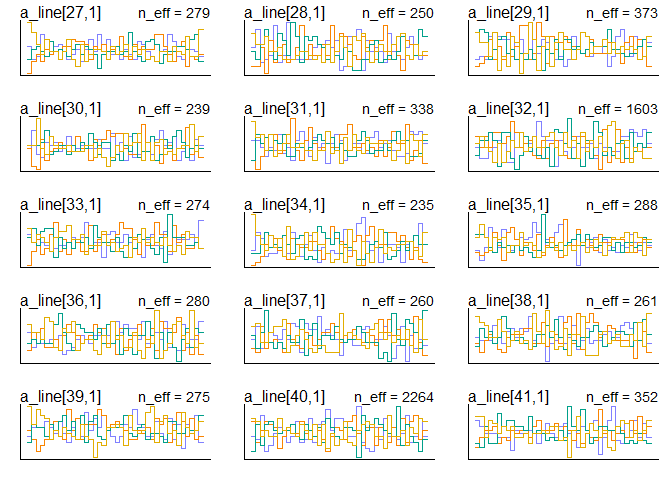 a_line[27,1] n_eff = 279 a_line[28,1] n_eff = 250 a_line[29,1] n_eff = 373
a_line[30,1] n_eff = 239 a_line[31,1] n_eff = 338 a_line[32,1] n_eff = 1603
a_line[33,1] n_eff = 274 a_line[34,1] n_eff = 235 a_line[35,1] n_eff = 288
a_line[36,1] n_eff = 280 a_line[37,1] n_eff = 260 a_line[38,1] n_eff = 261
a_line[39,1] n_eff = 275 a_line[40,1] n_eff = 2264 a_line[41,1] n_eff = 352